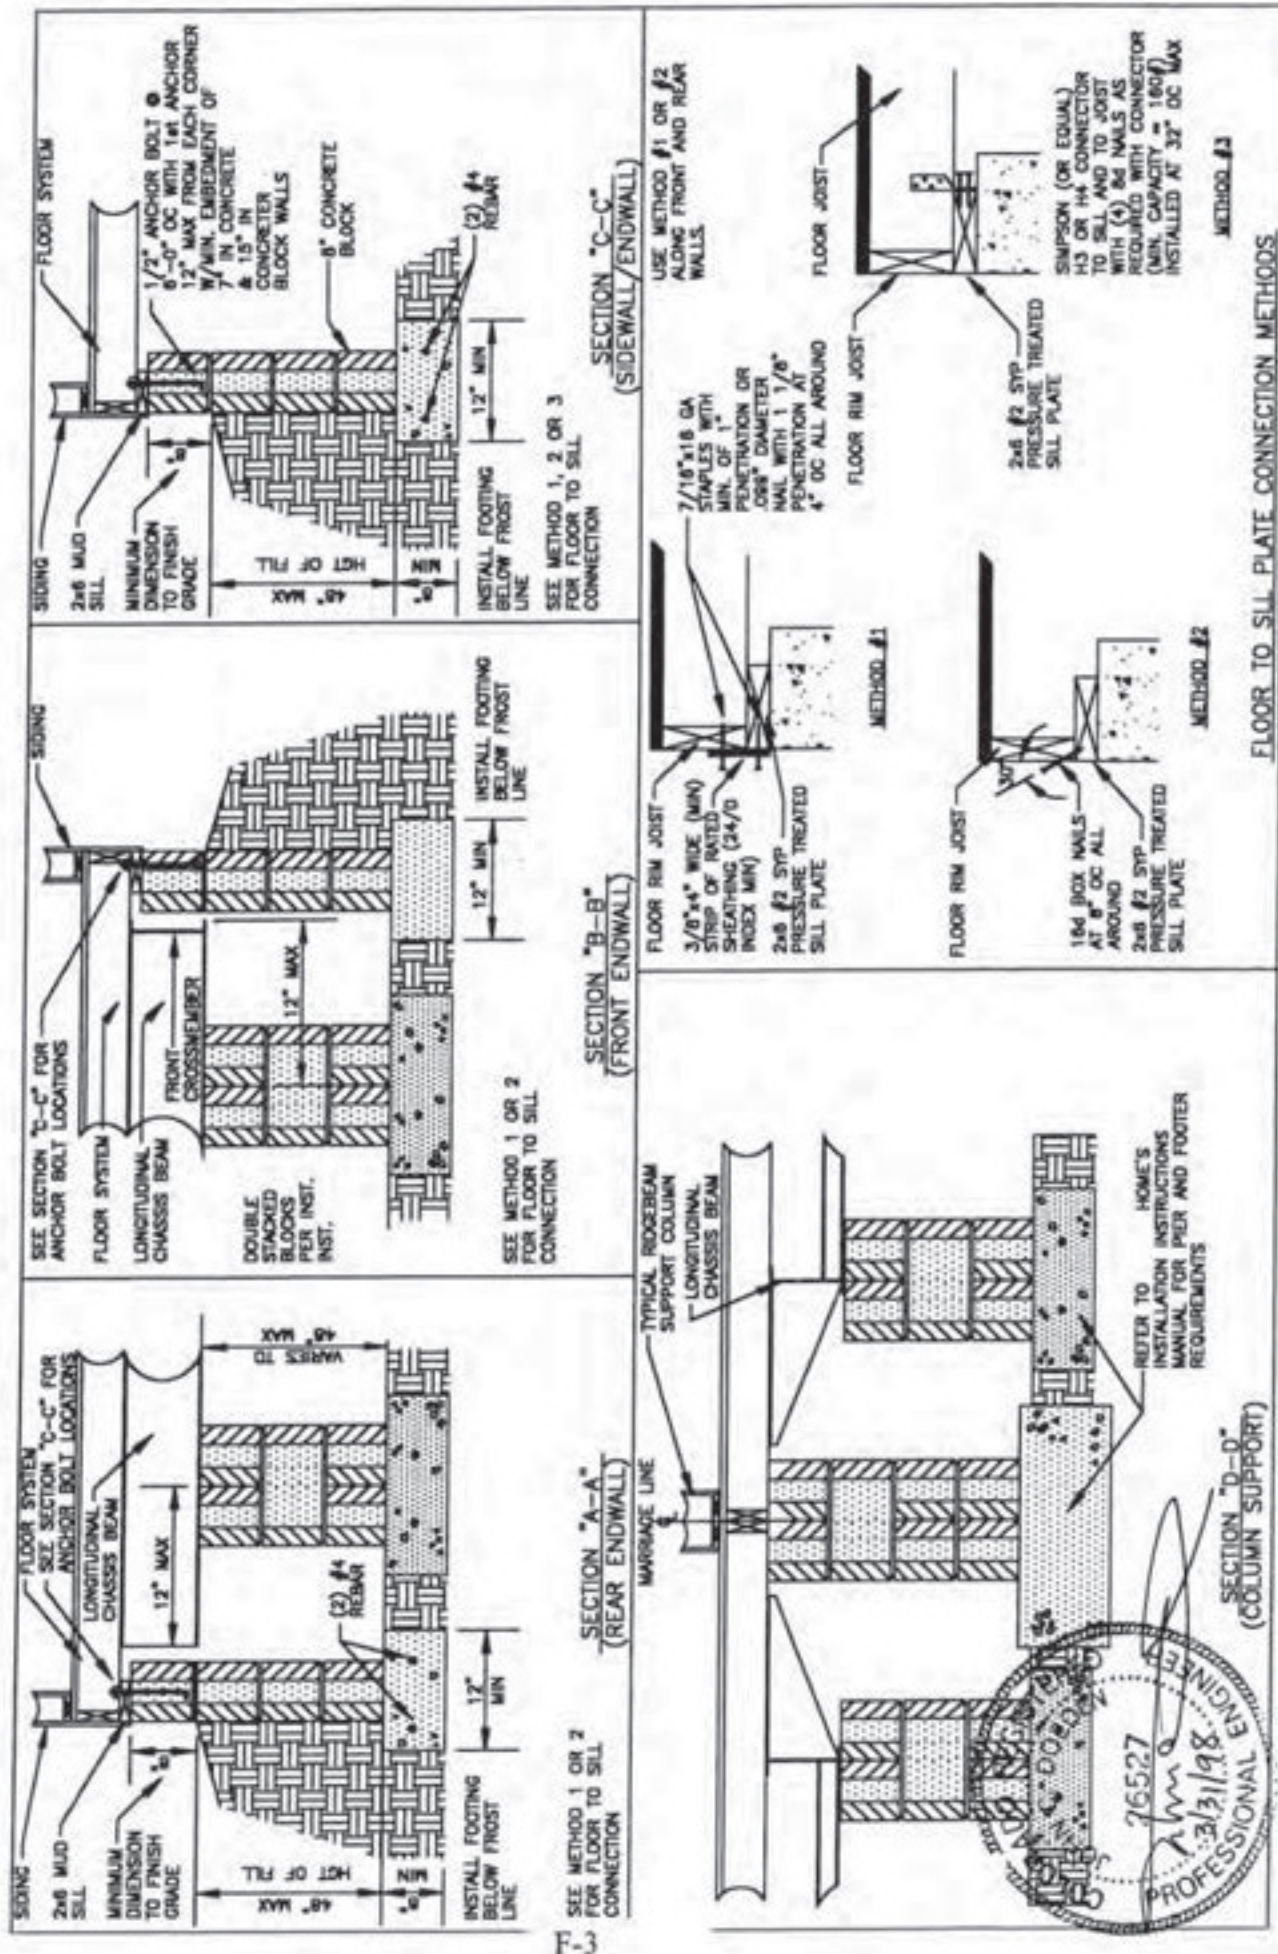 SIDING
2x6 MUD
SILL
MINIMUM
DIMENSION
TO FINISH
GRADE
8"
48" MAX
HGT OF FILL
8"
MIN
INSTALL FOOTING
BELOW FROST
LINE
SEE METHOD 1 OR 2
FOR FLOOR TO SILL
CONNECTION
FLOOR SYSTEM
SEE SECTION "C-C" FOR
ANCHOR BOLT LOCATIONS
LONGITUDINAL
CHASSIS BEAM
12" MAX
VARIES TO
48" MAX
(2) #4
REBAR
12"
MIN
SECTION "A-A"
(REAR ENDWALL)
SEE SECTION "C-C" FOR
ANCHOR BOLT LOCATIONS
FLOOR SYSTEM
LONGITUDINAL
CHASSIS BEAM
FRONT
CROSSMEMBER
DOUBLE
STACKED
BLOCKS
PER INST.
INST.
12" MAX
SIDING
12" MIN
INSTALL FOOTING
BELOW FROST
LINE
SEE METHOD 1 OR 2
FOR FLOOR TO SILL
CONNECTION
SECTION "B-B"
(FRONT ENDWALL)
SIDING
2x6 MUD
SILL
MINIMUM
DIMENSION
TO FINISH
GRADE
8"
48" MAX
HGT OF FILL
8"
MIN
INSTALL FOOTING
BELOW FROST
LINE
SEE METHOD 1, 2 OR 3
FOR FLOOR TO SILL
CONNECTION
FLOOR SYSTEM
1/2" ANCHOR BOLT @
6'-0" OC WITH 1st ANCHOR
12" MAX FROM EACH CORNER
W/MIN. EMBEDMENT OF
7" IN CONCRETE
& 15" IN
CONCRETER
BLOCK WALLS
8" CONCRETE
BLOCK
(2) #4
REBAR
12" MIN
SECTION "C-C"
(SIDEWALL/ENDWALL)
MARRIAGE LINE
TYPICAL RIDGEBEAM
SUPPORT COLUMN
LONGITUDINAL
CHASSIS BEAM
REFER TO HOME'S
INSTALLATION INSTRUCTIONS
MANUAL FOR PIER AND FOOTER
REQUIREMENTS
SECTION "D-D"
(COLUMN SUPPORT)
26527
3/31/98
PROFESSIONAL ENGINEER
FLOOR RIM JOIST
3/8"x4" WIDE (MIN)
STRIP OF RATED
SHEATHING (24/0
INDEX MIN)
2x6 #2 SYP
PRESSURE TREATED
SILL PLATE
7/16"x16 GA
STAPLES WITH
MIN. OF 1"
PENETRATION OR
.099" DIAMETER
NAIL WITH 1 1/8"
PENETRATION AT
4" OC ALL AROUND
METHOD #1
USE METHOD #1 OR #2
ALONG FRONT AND REAR
WALLS.
FLOOR RIM JOIST
30°
16d BOX NAILS
AT 8" OC ALL
AROUND
2x6 #2 SYP
PRESSURE TREATED
SILL PLATE
METHOD #2
FLOOR JOIST
FLOOR RIM JOIST
2x6 #2 SYP
PRESSURE TREATED
SILL PLATE
SIMPSON (OR EQUAL)
H3 OR H4 CONNECTOR
TO SILL AND TO JOIST
WITH (4) 8d NAILS AS
REQUIRED WITH CONNECTOR
(MIN. CAPACITY = 160#)
INSTALLED AT 32" OC MAX
METHOD #3
FLOOR TO SLL PLATE CONNECTION METHODS
F-3